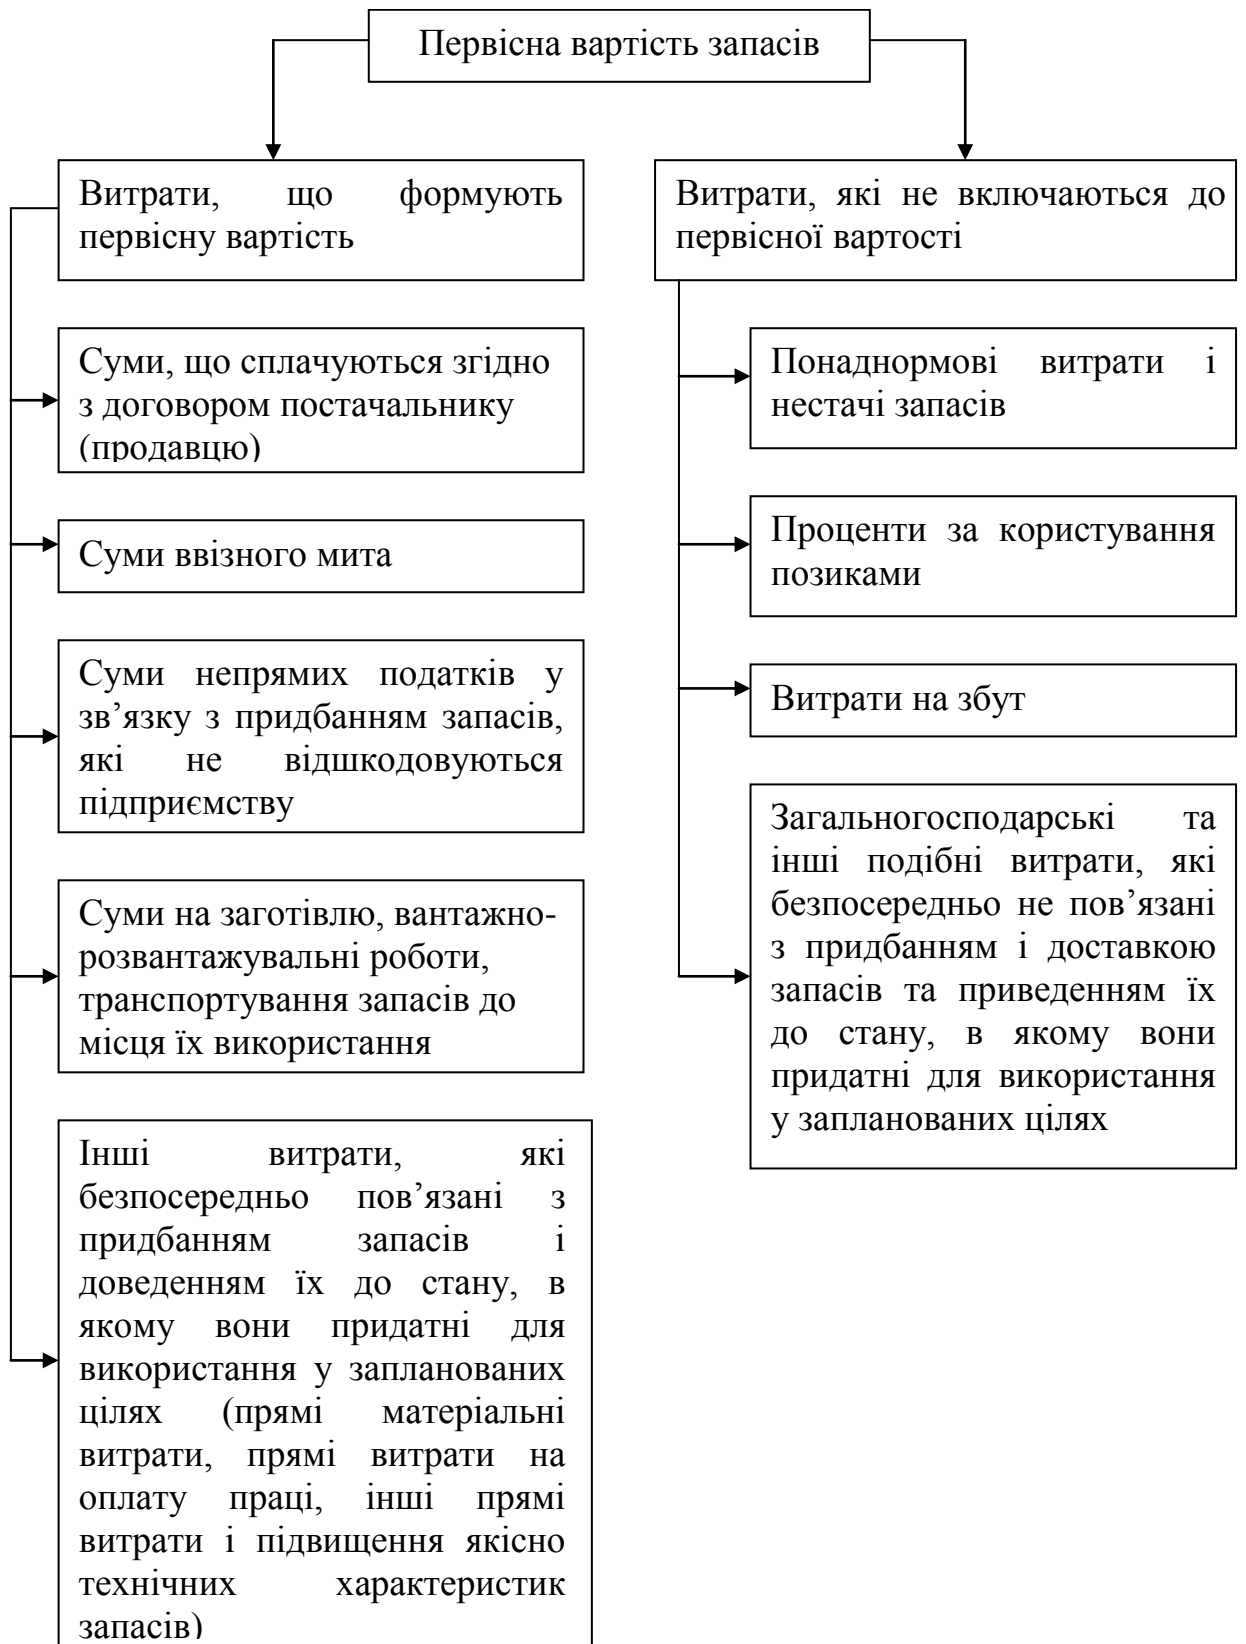 Первісна вартість запасів
Витрати, що формують
первісну вартість
Суми, що сплачуються згідно
з договором постачальнику
(продавцю)
Суми ввізного мита
Суми непрямих податків у
зв’язку з придбанням запасів,
які не відшкодовуються
підприємству
Суми на заготівлю, вантажно-
розвантажувальні роботи,
транспортування запасів до
місця їх використання
Інші витрати, які
безпосередньо пов’язані з
придбанням запасів і
доведенням їх до стану, в
якому вони придатні для
використання у запланованих
цілях (прямі матеріальні
витрати, прямі витрати на
оплату праці, інші прямі
витрати і підвищення якісно
технічних характеристик
запасів)
Витрати, які не включаються до
первісної вартості
Понаднормові витрати і
нестачі запасів
Проценти за користування
позиками
Витрати на збут
Загальногосподарські та
інші подібні витрати, які
безпосередньо не пов’язані
з придбанням і доставкою
запасів та приведенням їх
до стану, в якому вони
придатні для використання
у запланованих цілях